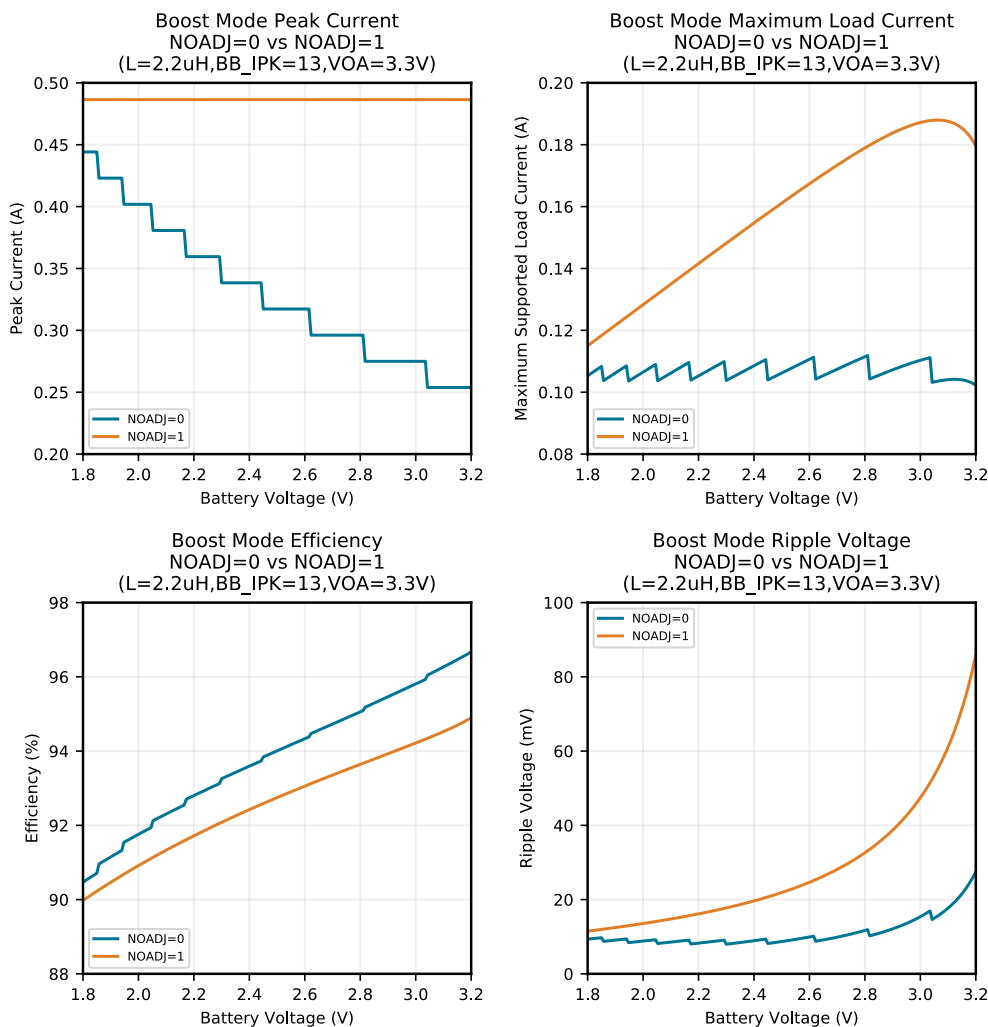 Boost Mode Peak Current
NOADJ=0 vs NOADJ=1
(L=2.2uH,BB_IPK=13,VOA=3.3V)
0.50
0.45
0.40
0.35
0.30
0.25
0.20
Peak Current (A)
NOADJ=0
NOADJ=1
1.8 2.0 2.2 2.4 2.6 2.8 3.0 3.2
Battery Voltage (V)
Boost Mode Maximum Load Current
NOADJ=0 vs NOADJ=1
(L=2.2uH,BB_IPK=13,VOA=3.3V)
0.20
0.18
0.16
0.14
0.12
0.10
0.08
Maximum Supported Load Current (A)
NOADJ=0
NOADJ=1
1.8 2.0 2.2 2.4 2.6 2.8 3.0 3.2
Battery Voltage (V)
Boost Mode Efficiency
NOADJ=0 vs NOADJ=1
(L=2.2uH,BB_IPK=13,VOA=3.3V)
98
96
94
92
90
88
Efficiency (%)
NOADJ=0
NOADJ=1
1.8 2.0 2.2 2.4 2.6 2.8 3.0 3.2
Battery Voltage (V)
Boost Mode Ripple Voltage
NOADJ=0 vs NOADJ=1
(L=2.2uH,BB_IPK=13,VOA=3.3V)
100
80
60
40
20
0
Ripple Voltage (mV)
NOADJ=0
NOADJ=1
1.8 2.0 2.2 2.4 2.6 2.8 3.0 3.2
Battery Voltage (V)